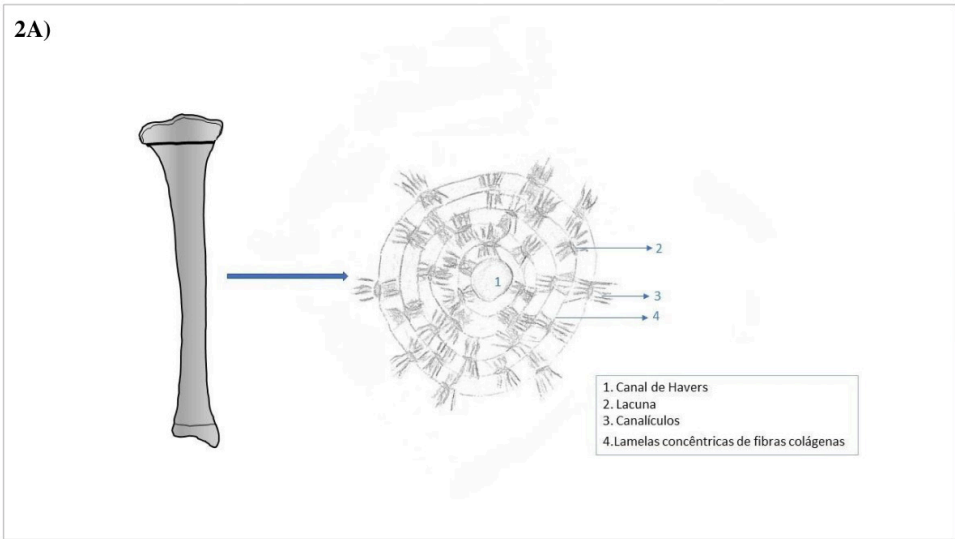 2A)
1
2
3
4
1. Canal de Havers
2. Lacuna
3. Canalículos
4.Lamelas concêntricas de fibras colágenas